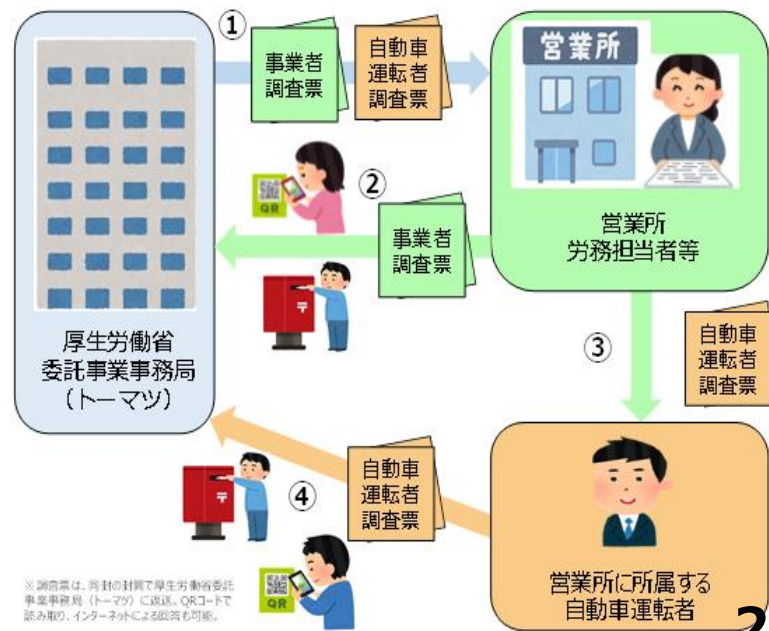 ①
事業者
調査票
自動車
運転者
調査票
営業所
営業所
労務担当者等
②
QR
事業者
調査票
〒
厚生労働省
委託事業事務局
(トーマツ)
③
自動車
運転者
調査票
④
自動車
運転者
調査票
〒
QR
営業所に所属する
自動車運転者
※調査票は、同封の封筒で厚生労働省委託
事業事務局(トーマツ)に返送。QRコードで
読み取り、インターネットによる回答も可能。
2